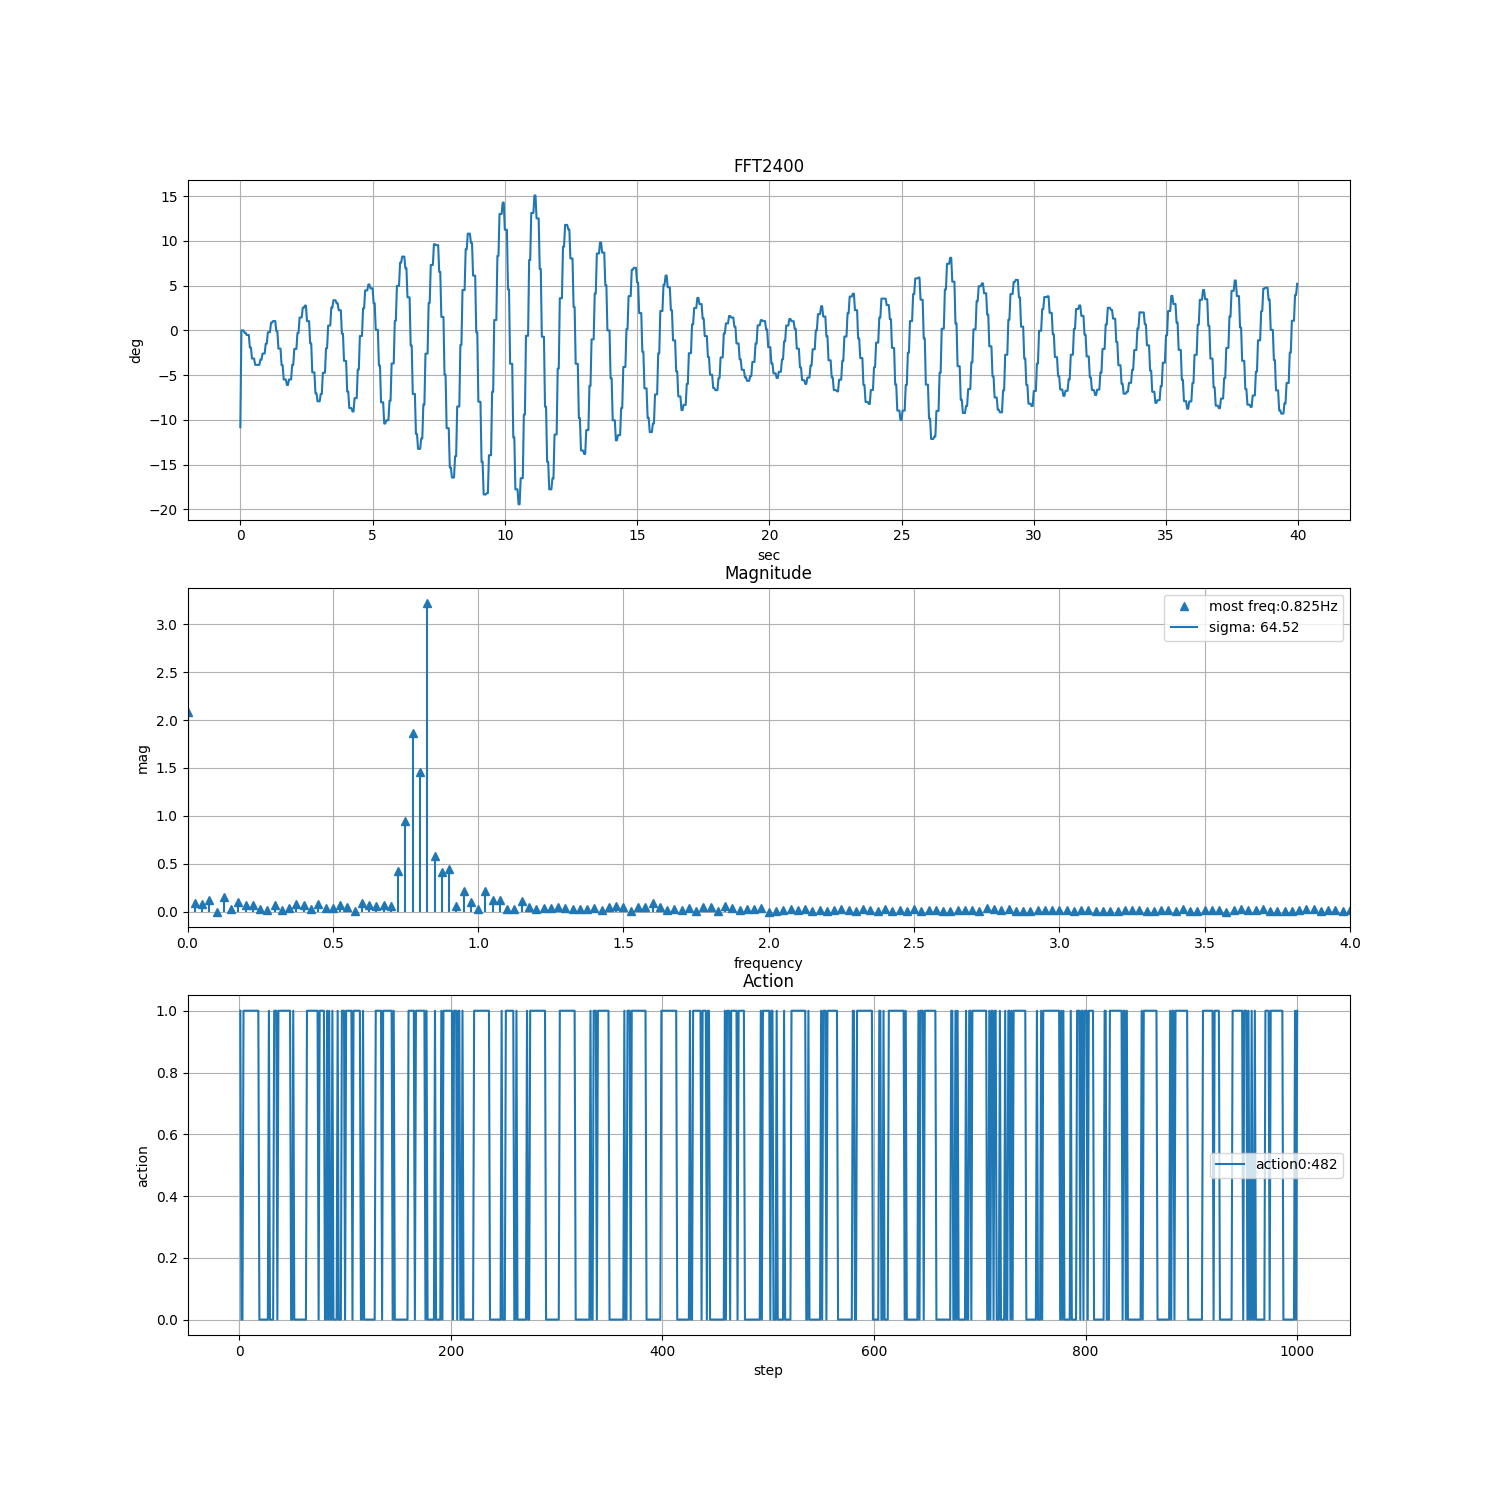 FFT2400
15
10
5
0
−5
−10
−15
−20
deg
0 5 10 15 20 25 30 35 40
sec
Magnitude
most freq:0.825Hz
sigma: 64.52
3.0
2.5
2.0
1.5
1.0
0.5
0.0
mag
0.0 0.5 1.0 1.5 2.0 2.5 3.0 3.5 4.0
frequency
Action
1.0
0.8
0.6
0.4
0.2
0.0
action
action0:482
0 200 400 600 800 1000
step